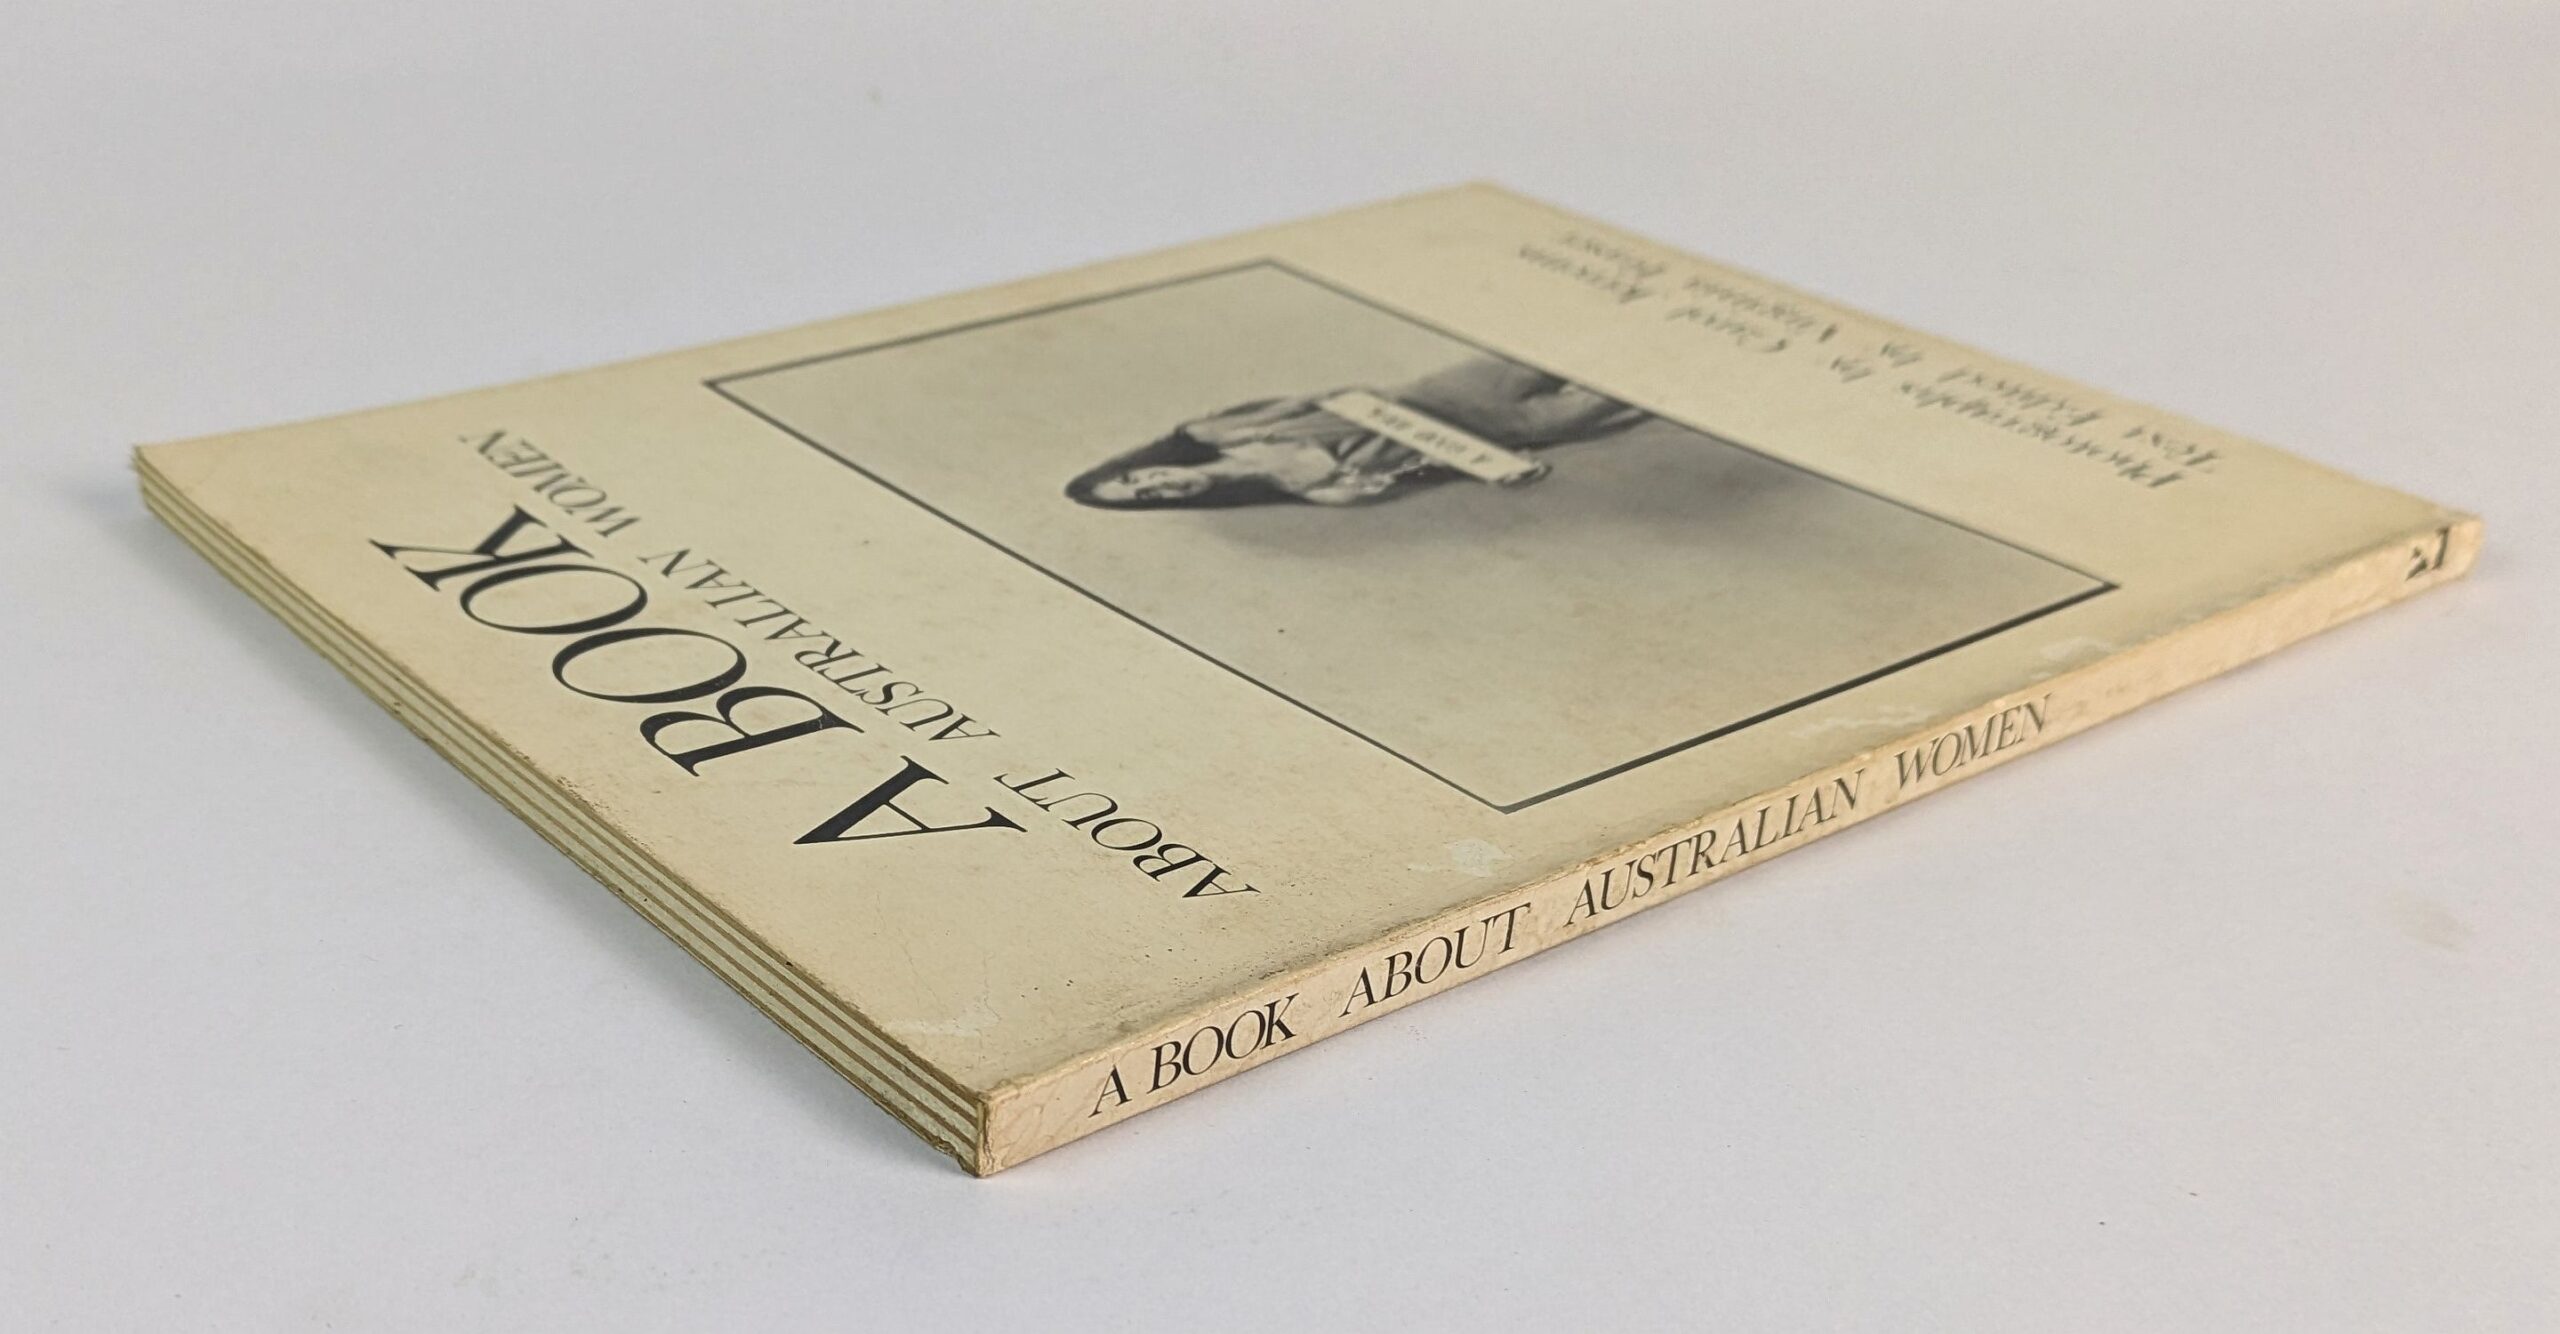 A BOOK
ABOUT AUSTRALIAN WOMEN
Photographs by Carol Jerrems
Text Edited by Virginia Fraser
A BOOK ABOUT AUSTRALIAN WOMEN